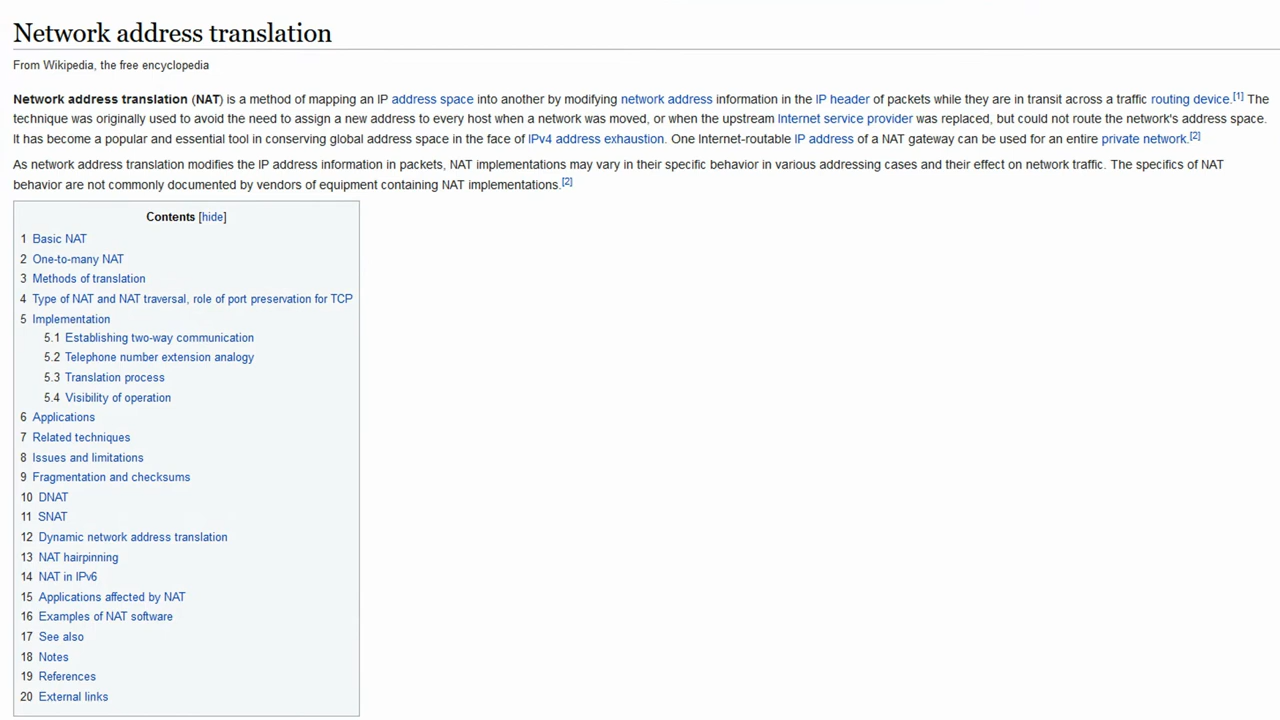 Network address translation
From Wikipedia, the free encyclopedia
Network address translation (NAT) is a method of mapping an IP address space into another by modifying network address information in the IP header of packets while they are in transit across a traffic routing device.[1] The
technique was originally used to avoid the need to assign a new address to every host when a network was moved, or when the upstream Internet service provider was replaced, but could not route the network's address space.
It has become a popular and essential tool in conserving global address space in the face of IPv4 address exhaustion. One Internet-routable IP address of a NAT gateway can be used for an entire private network.[2]
As network address translation modifies the IP address information in packets, NAT implementations may vary in their specific behavior in various addressing cases and their effect on network traffic. The specifics of NAT
behavior are not commonly documented by vendors of equipment containing NAT implementations.[2]
Contents [hide]
1 Basic NAT
2 One-to-many NAT
3 Methods of translation
4 Type of NAT and NAT traversal, role of port preservation for TCP
5 Implementation
5.1 Establishing two-way communication
5.2 Telephone number extension analogy
5.3 Translation process
5.4 Visibility of operation
6 Applications
7 Related techniques
8 Issues and limitations
9 Fragmentation and checksums
10 DNAT
11 SNAT
12 Dynamic network address translation
13 NAT hairpinning
14 NAT in IPv6
15 Applications affected by NAT
16 Examples of NAT software
17 See also
18 Notes
19 References
20 External links